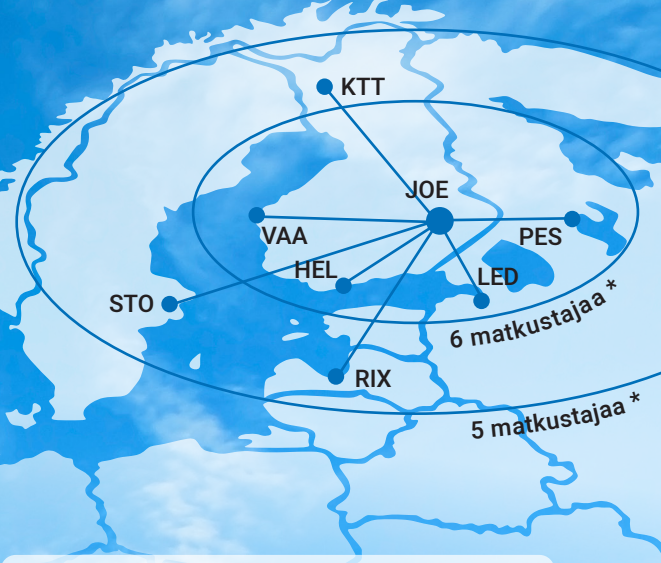 KTT
JOE
VAA
PES
HEL
LED
STO
6 matkustajaa *
RIX
5 matkustajaa *